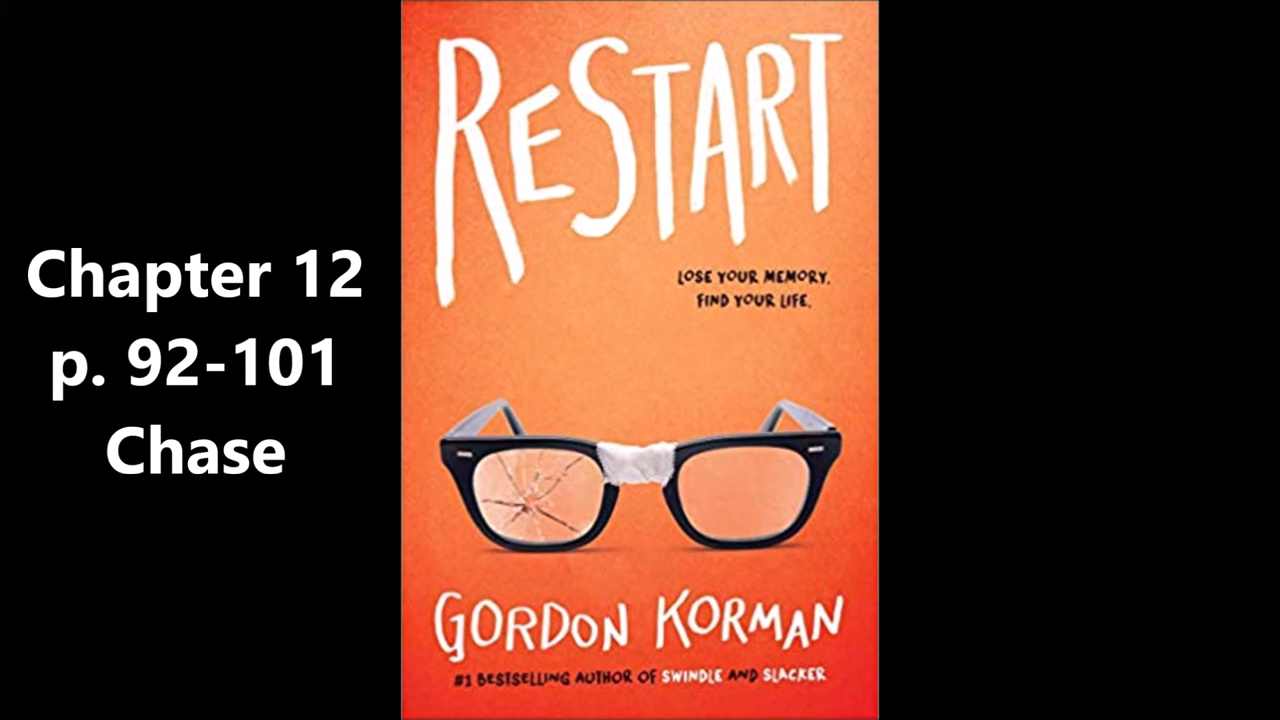 Chapter 12
p. 92-101
Chase
RESTART
LOSE YOUR MEMORY.
FIND YOUR LIFE.
GORDON KORMAN
#1 BESTSELLING AUTHOR OF SWINDLE AND SLACKER